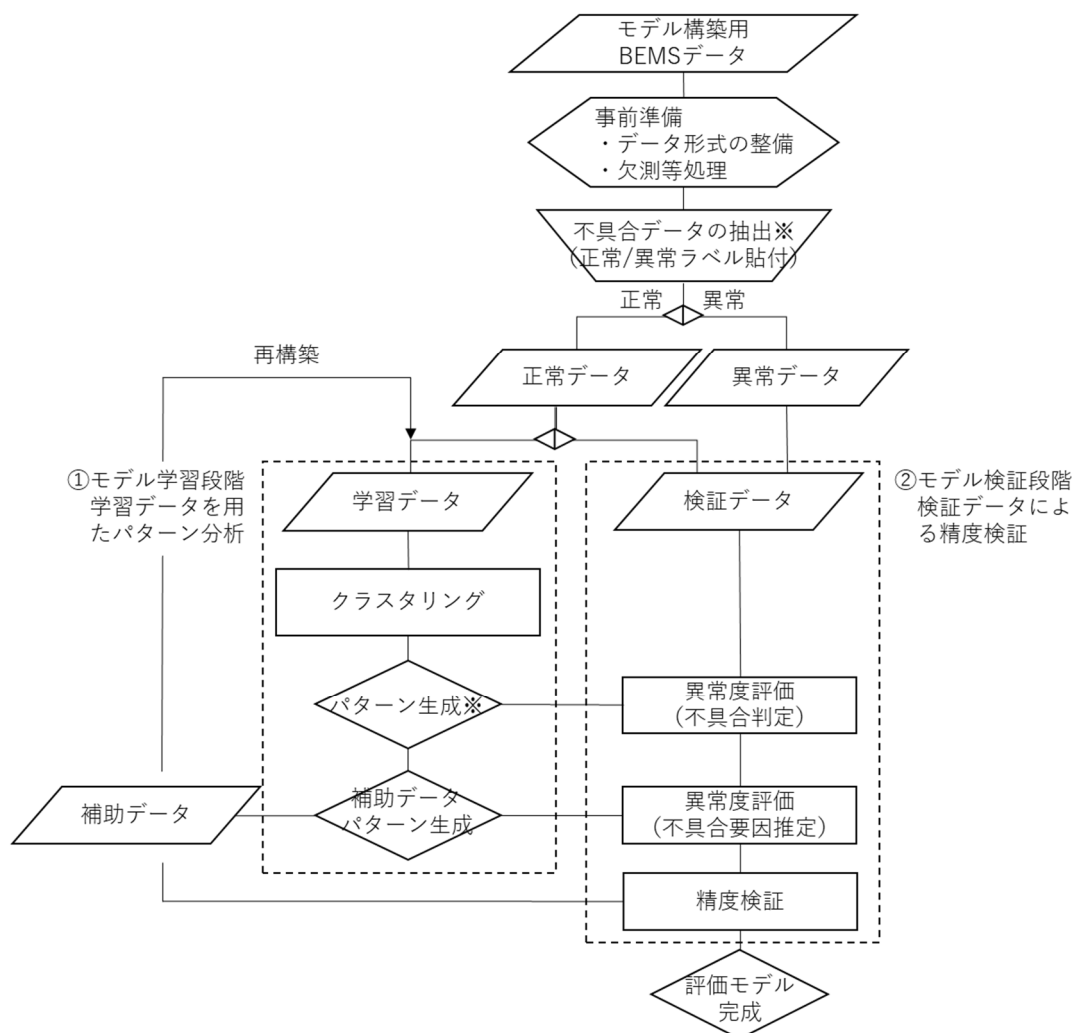 モデル構築用
BEMSデータ
事前準備
・データ形式の整備
・欠測等処理
不具合データの抽出※
（正常/異常ラベル貼付）
正常
異常
再構築
正常データ
異常データ
①モデル学習段階
学習データを用
たパターン分析
学習データ
検証データ
②モデル検証段階
検証データによ
る精度検証
クラスタリング
パターン生成※
異常度評価
（不具合判定）
補助データ
補助データ
パターン生成
異常度評価
（不具合要因推定）
精度検証
評価モデル
完成